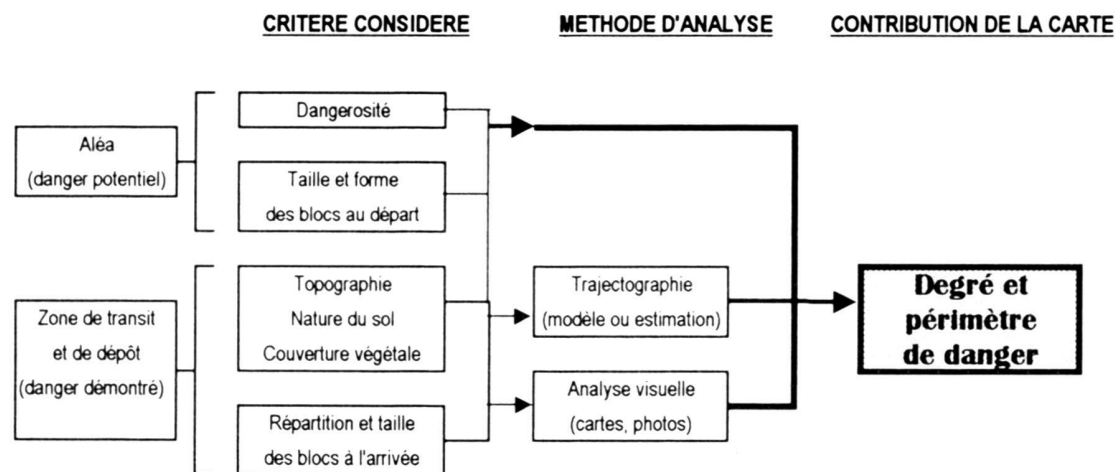 CRITERE CONSIDERE
METHODE D'ANALYSE
CONTRIBUTION DE LA CARTE
Aléa
(danger potentiel)
Dangerosité
Taille et forme
des blocs au départ
Zone de transit
et de dépôt
(danger démontré)
Topographie
Nature du sol
Couverture végétale
Répartition et taille
des blocs à l'arrivée
Trajectographie
(modèle ou estimation)
Analyse visuelle
(cartes, photos)
Degré et
périmètre
de danger